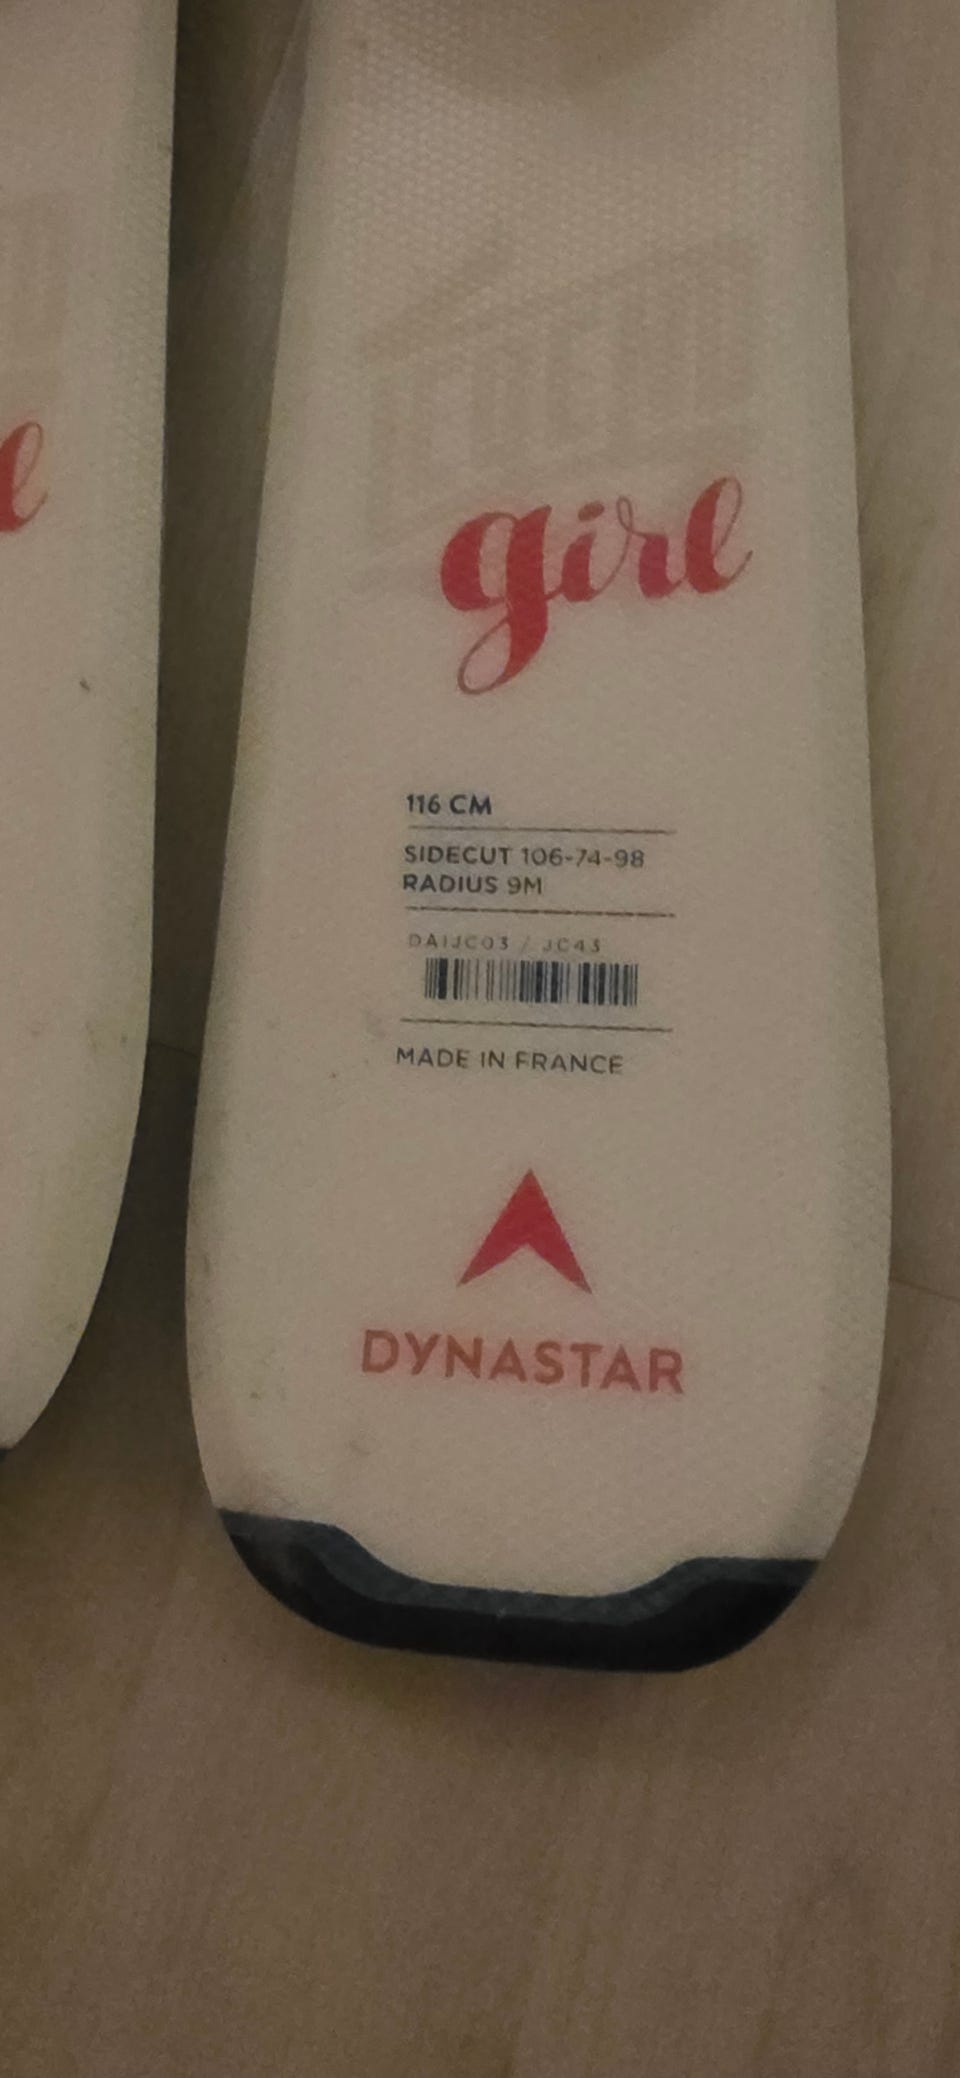 girl
116 CM
SIDECUT 106-74-98
RADIUS 9M
DAIJC03 / JC43
MADE IN FRANCE
DYNASTAR